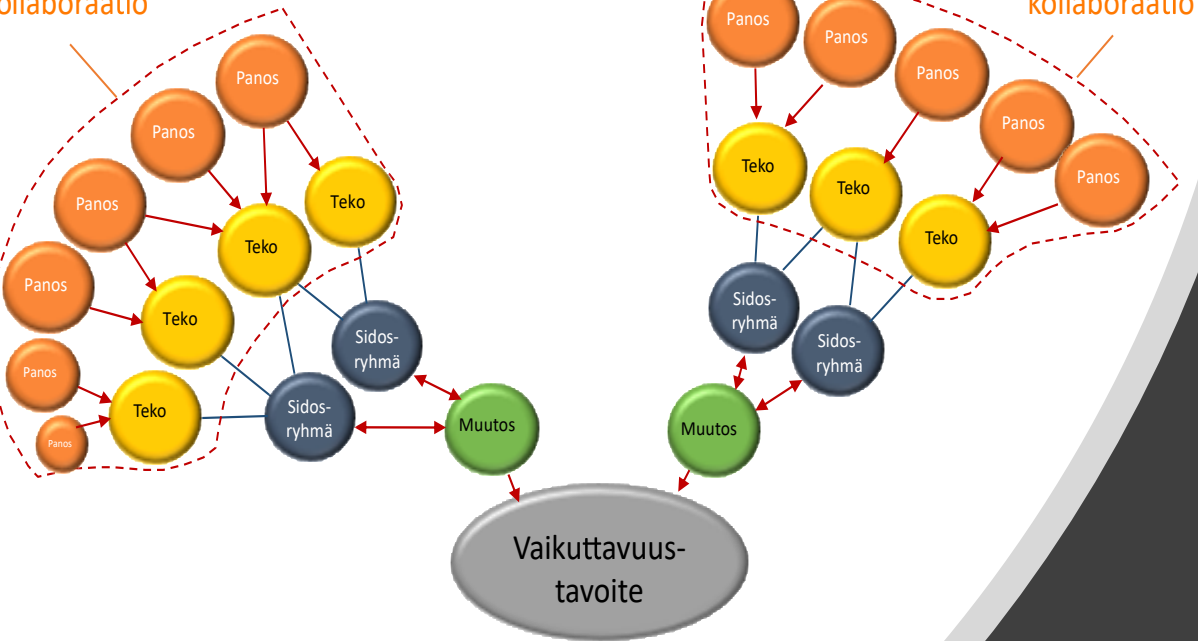 kollaboraatio
kollaboraatio
Panos
Panos
Panos
Panos
Panos
Panos
Teko
Teko
Teko
Teko
Sidos-
ryhmä
Sidos-
ryhmä
Muutos
Panos
Panos
Panos
Panos
Panos
Teko
Teko
Teko
Sidos-
ryhmä
Sidos-
ryhmä
Muutos
Vaikuttavuus-
tavoite